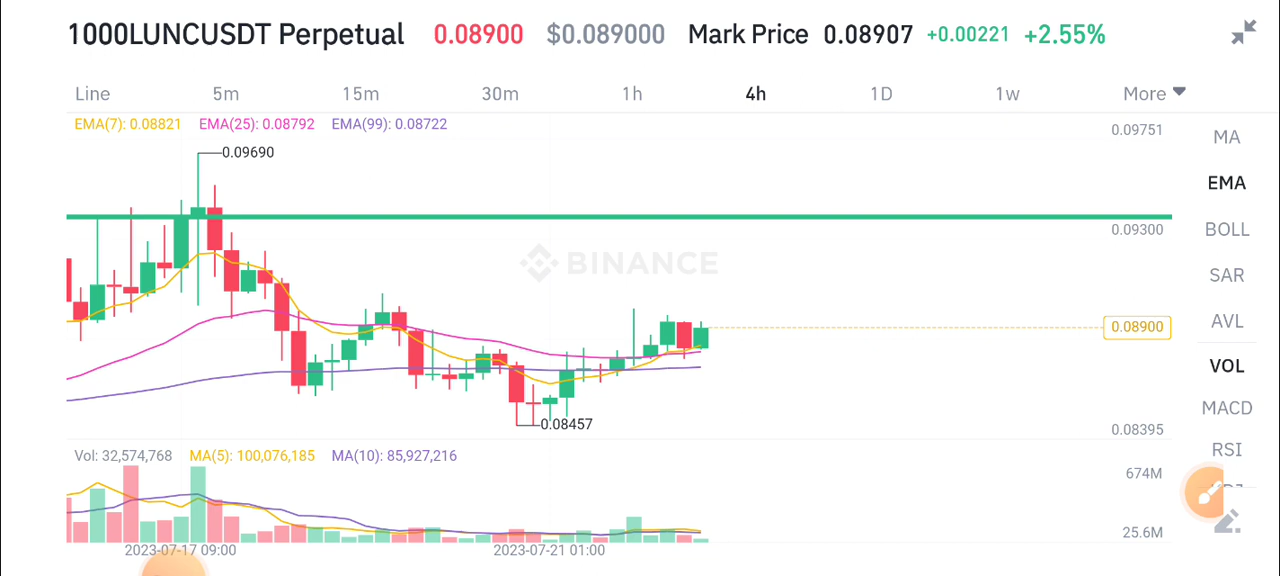 1000LUNCUSDT Perpetual 0.08900 $0.089000 Mark Price 0.08907 +0.00221 +2.55%
Line 5m 15m 30m 1h 4h 1D 1w More
EMA(7): 0.08821 EMA(25): 0.08792 EMA(99): 0.08722
0.09751
MA
0.09690
EMA
0.09300
BOLL
BINANCE
SAR
AVL
0.08900
VOL
MACD
0.08457
0.08395
RSI
Vol: 32,574,768 MA(5): 100,076,185 MA(10): 85,927,216
674M
25.6M
2023-07-17 09:00 2023-07-21 01:00